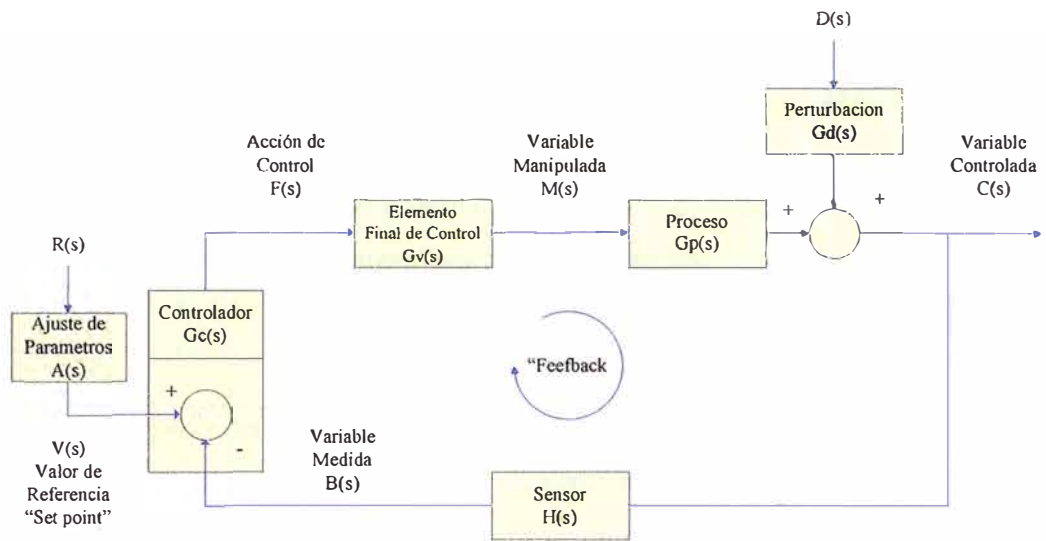 D(s)
Perturbacion
Gd(s)
Acción de
Control
F(s)
Variable
Manipulada
M(s)
Variable
Controlada
C(s)
Elemento
Final de Control
Gv(s)
Proceso
Gp(s)
+
+
R(s)
Ajuste de
Parametros
A(s)
Controlador
Gc(s)
+
-
“Feefback
V(s)
Valor de
Referencia
“Set point”
Variable
Medida
B(s)
Sensor
H(s)